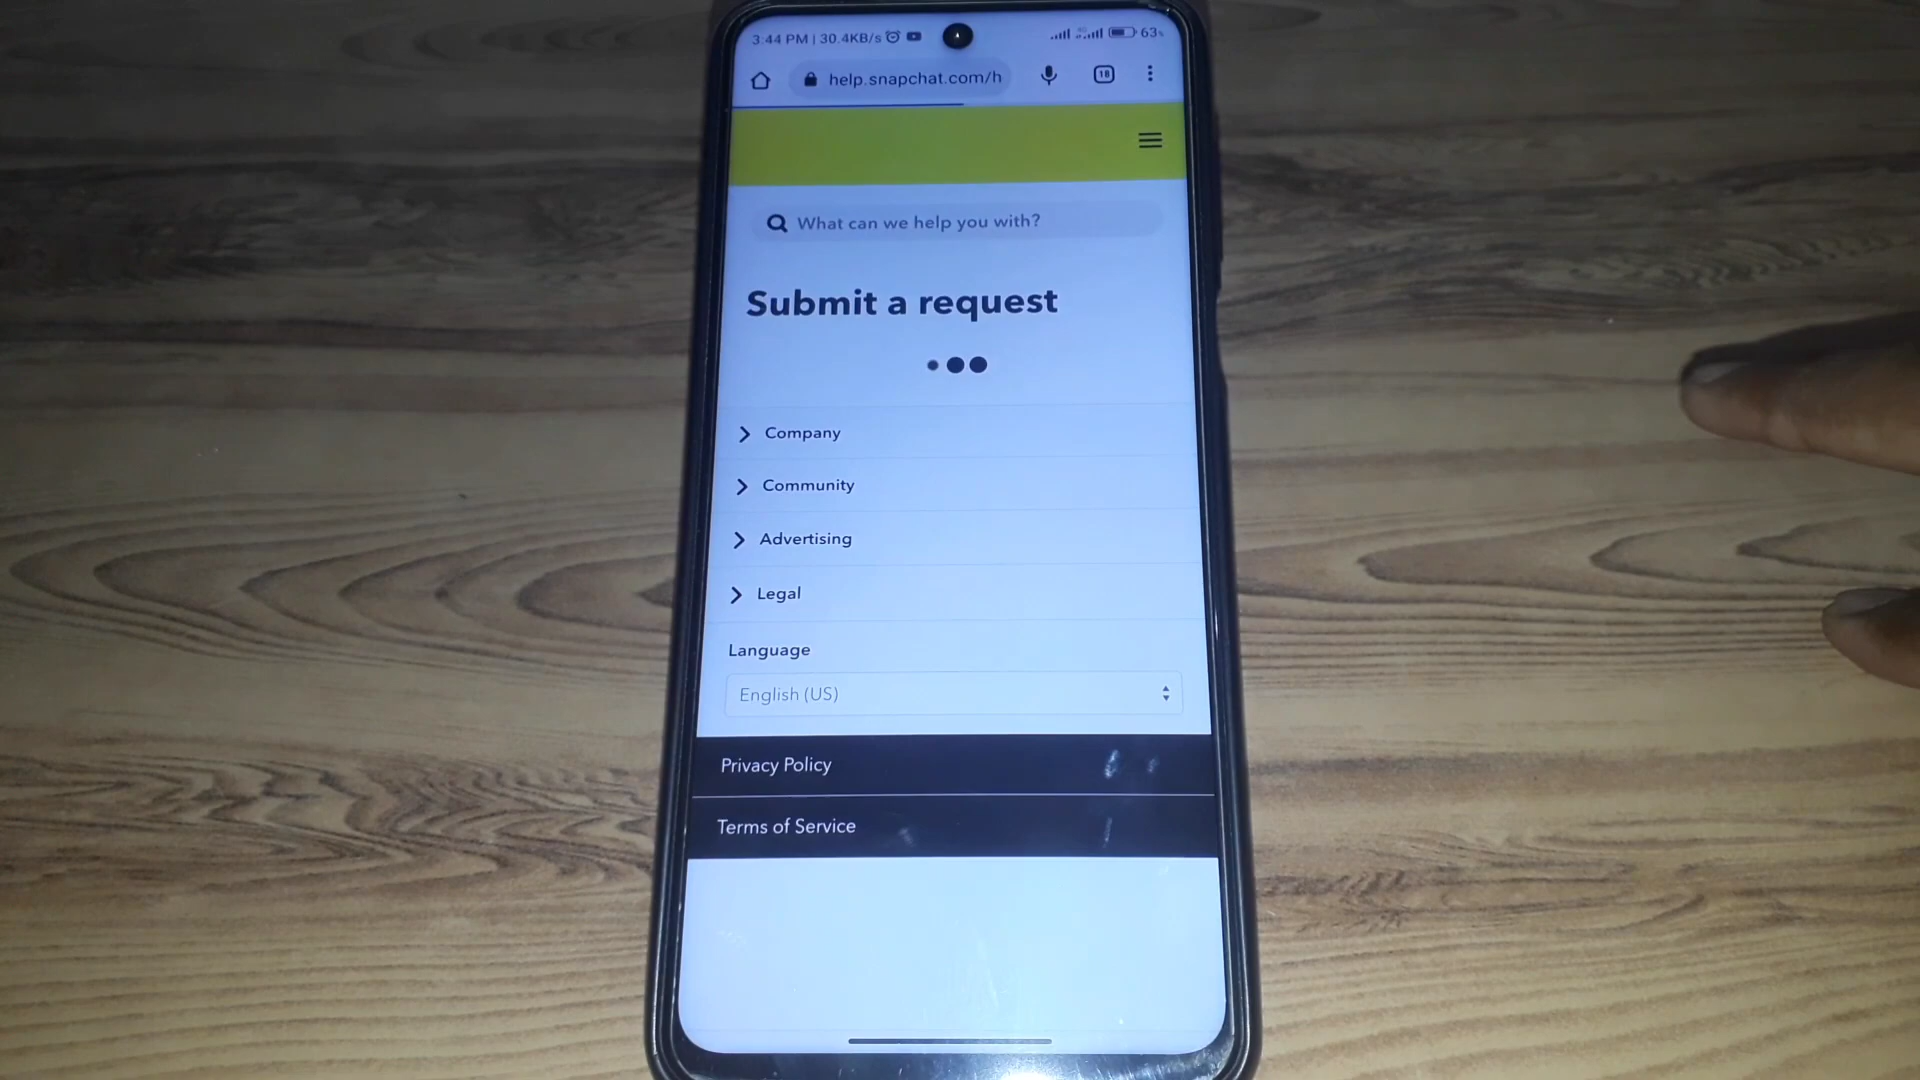 3:44 PM | 30.4KB/s 63%
help.snapchat.com/h 18
What can we help you with?
Submit a request
Company
Community
Advertising
Legal
Language
English (US)
Privacy Policy
Terms of Service